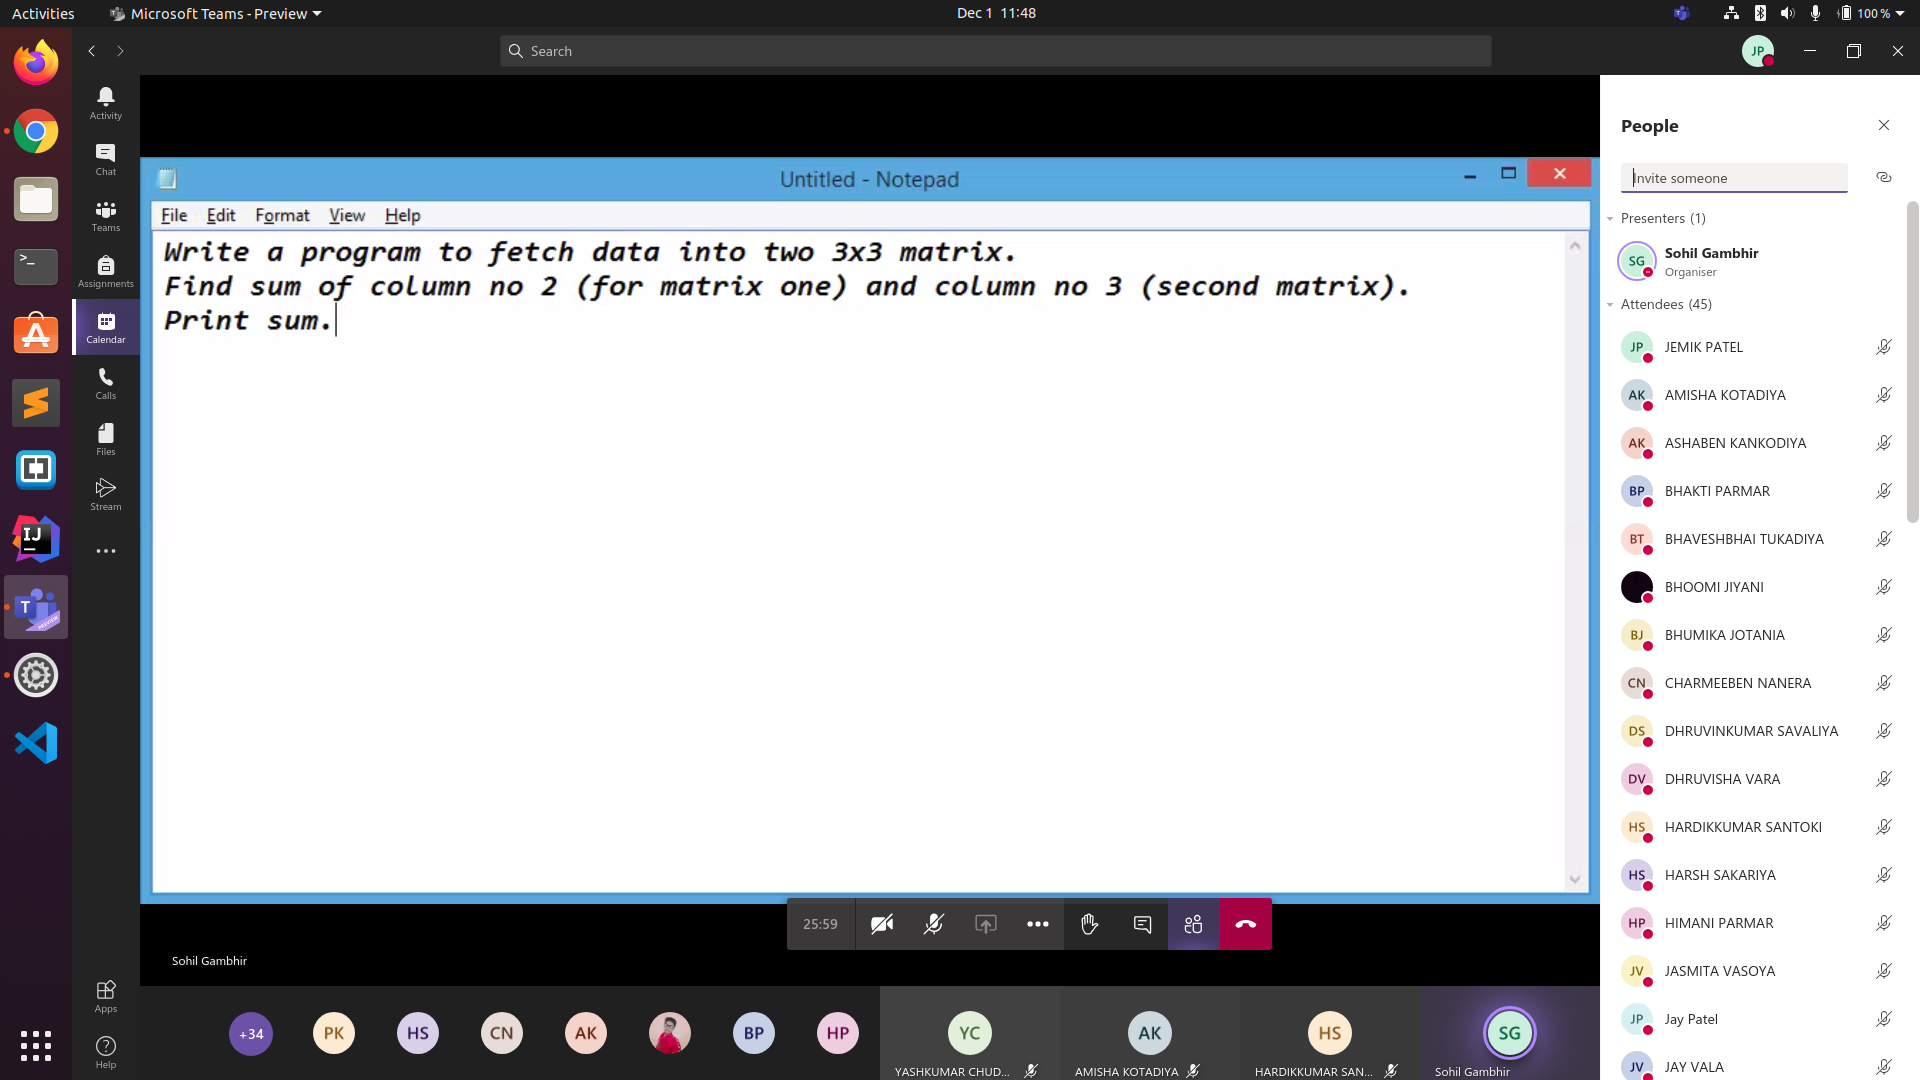 Activities
Microsoft Teams - Preview
Dec 1 11:48
100 %
Search
JP
Activity
Chat
Teams
Assignments
Calendar
Calls
Files
Stream
Apps
Help
Untitled - Notepad
File Edit Format View Help
Write a program to fetch data into two 3x3 matrix.
Find sum of column no 2 (for matrix one) and column no 3 (second matrix).
Print sum.
25:59
Sohil Gambhir
+34
PK
HS
CN
AK
BP
HP
YC
YASHKUMAR CHUD...
AK
AMISHA KOTADIYA
HS
HARDIKKUMAR SAN...
SG
Sohil Gambhir
People
Invite someone
Presenters (1)
SG
Sohil Gambhir
Organiser
Attendees (45)
JP JEMIK PATEL
AK AMISHA KOTADIYA
AK ASHABEN KANKODIYA
BP BHAKTI PARMAR
BT BHAVESHBHAI TUKADIYA
BHOOMI JIYANI
BJ BHUMIKA JOTANIA
CN CHARMEEBEN NANERA
DS DHRUVINKUMAR SAVALIYA
DV DHRUVISHA VARA
HS HARDIKKUMAR SANTOKI
HS HARSH SAKARIYA
HP HIMANI PARMAR
JV JASMITA VASOYA
JP Jay Patel
JV JAY VALA
IJ
T
PREVIEW